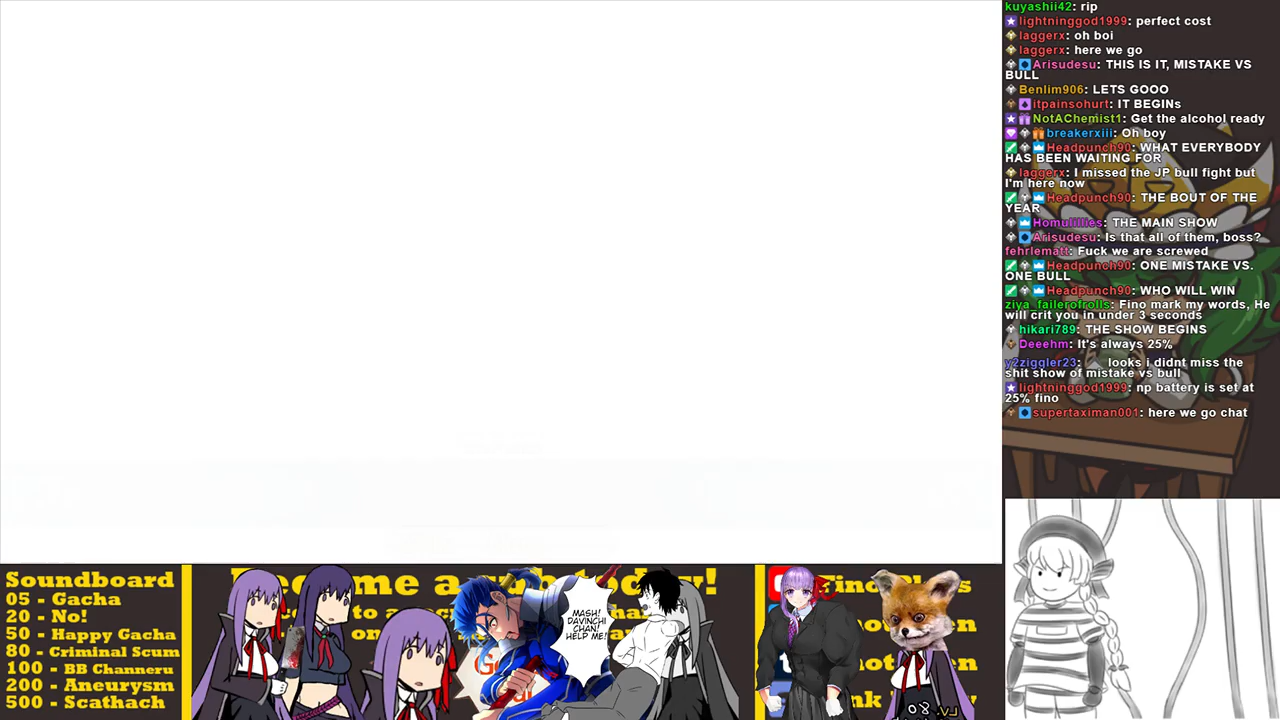 kuyashii42: rip
lightninggod1999: perfect cost
laggerx: oh boi
laggerx: here we go
Arisudesu: THIS IS IT, MISTAKE VS
BULL
Benlim906: LETS GOOO
itpainsohurt: IT BEGINs
NotAChemist1: Get the alcohol ready
breakerxiii: Oh boy
Headpunch90: WHAT EVERYBODY
HAS BEEN WAITING FOR
laggerx: I missed the JP bull fight but
I'm here now
Headpunch90: THE BOUT OF THE
YEAR
Homulillies: THE MAIN SHOW
Arisudesu: Is that all of them, boss?
fehrlematt: Fuck we are screwed
Headpunch90: ONE MISTAKE VS.
ONE BULL
Headpunch90: WHO WILL WIN
ziya_failerofrolls: Fino mark my words, He
will crit you in under 3 seconds
hikari789: THE SHOW BEGINS
Deeehm: It's always 25%
y2ziggler23: looks i didnt miss the
shit show of mistake vs bull
lightninggod1999: np battery is set at
25% fino
supertaximan001: here we go chat
Soundboard
05 - Gacha
20 - No!
50 - Happy Gacha
80 - Criminal Scum
100 - BB Channeru
200 - Aneurysm
500 - Scathach
today!
MASH!
DAVINCHI
CHAN!
HELP ME!
Fino
Lv. 80